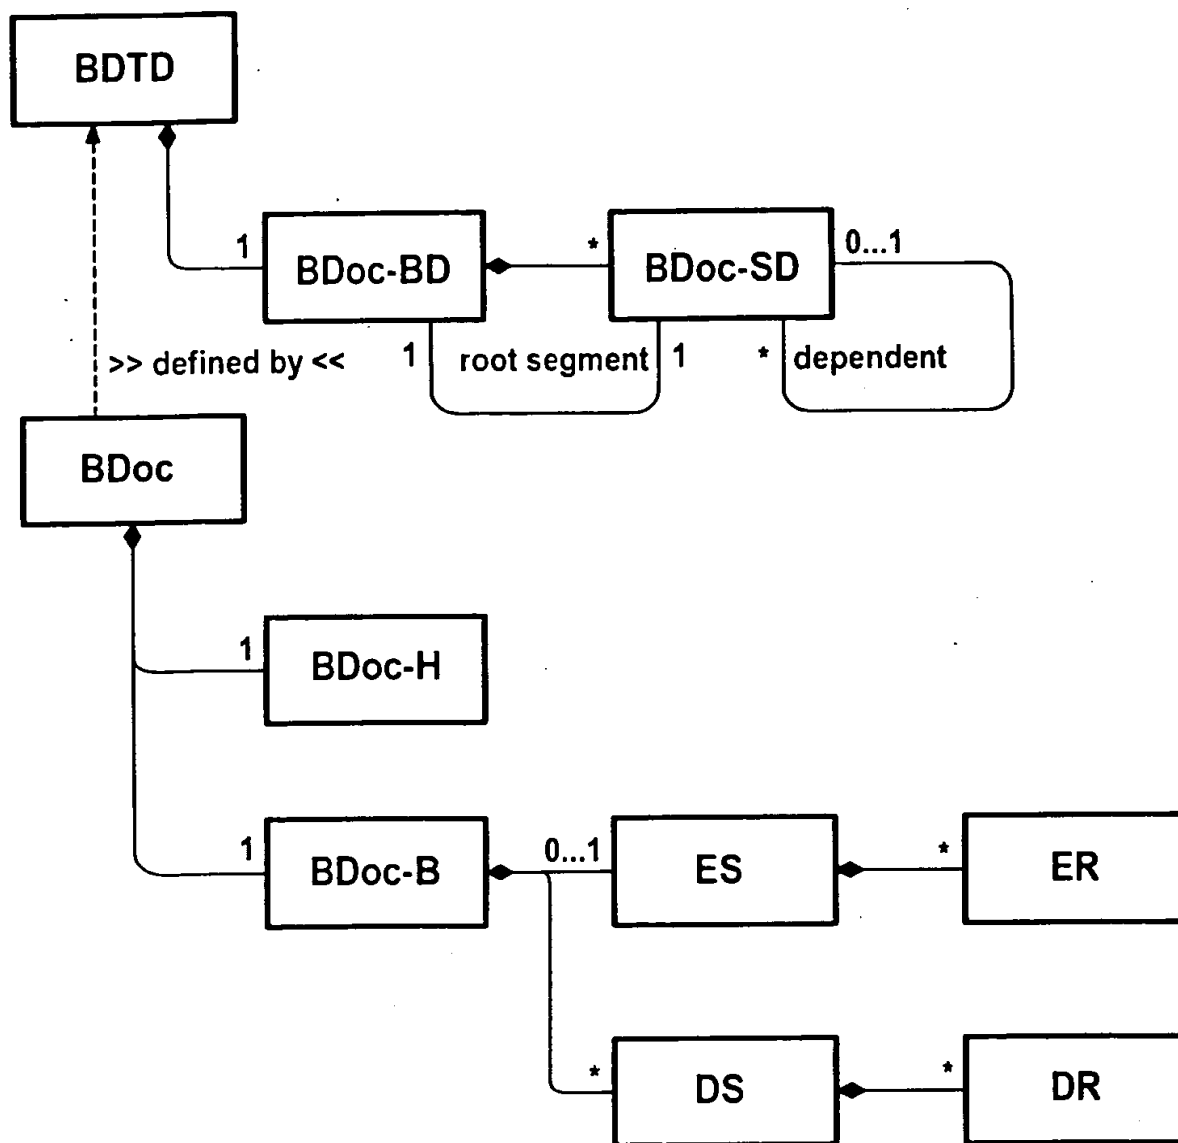 BDTD
1 BDoc-BD * BDoc-SD 0...1
>> defined by << 1 root segment 1 * dependent
BDoc
1 BDoc-H
1 BDoc-B 0...1 ES * ER
* DS * DR